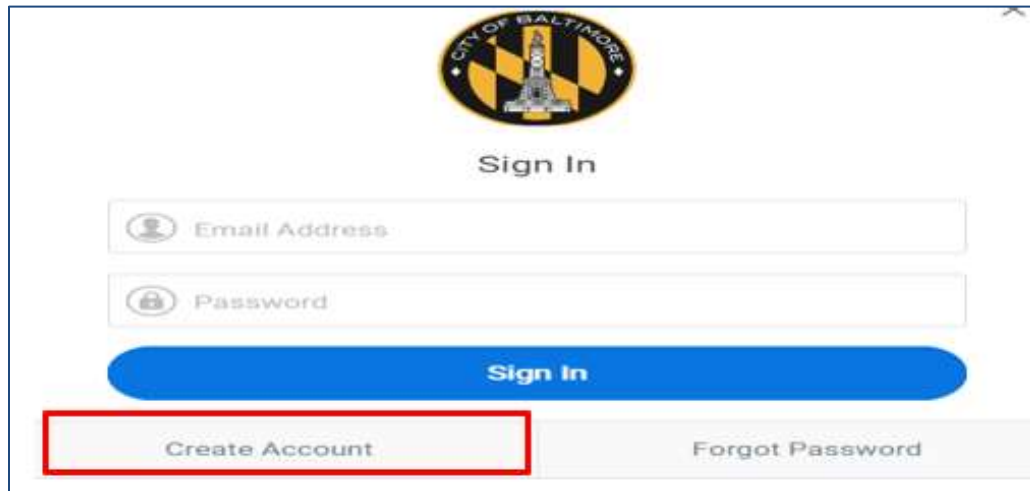 CITY OF BALTIMORE
Sign In
Email Address
Password
Sign In
Create Account
Forgot Password